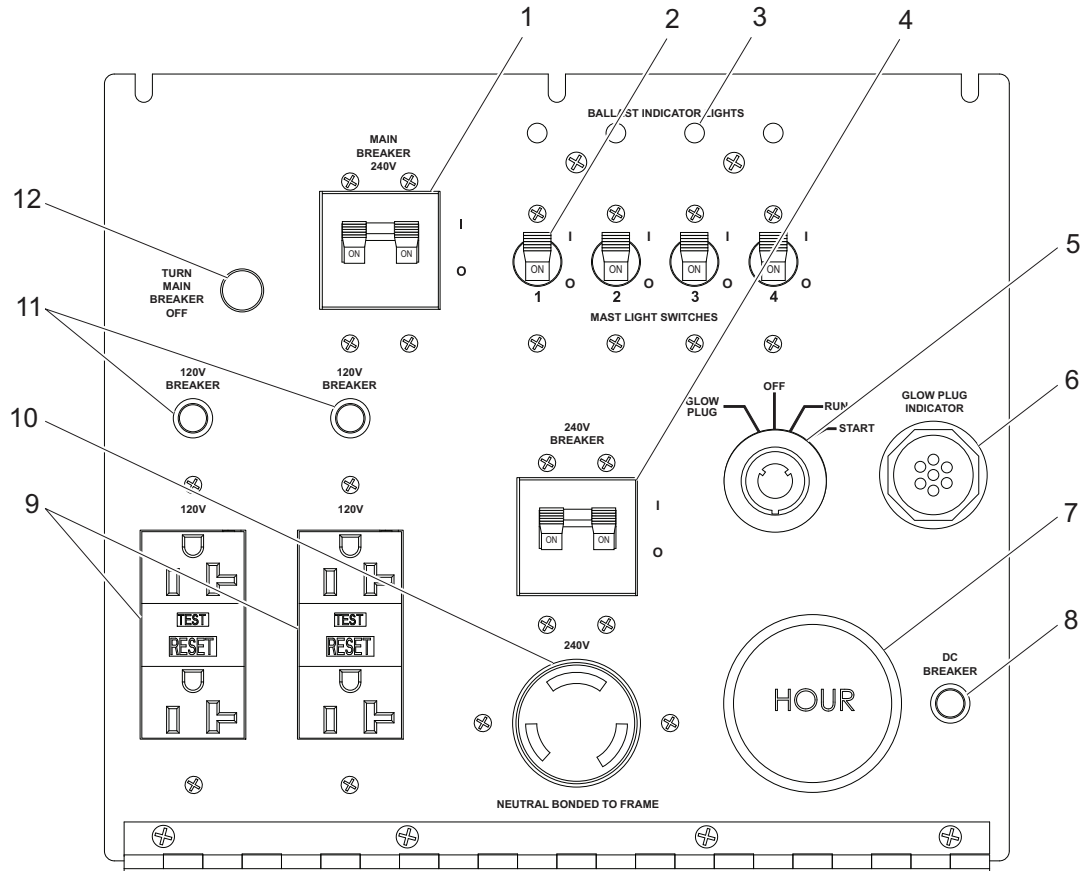 1
2
3
4
BALLAST INDICATOR LIGHTS
MAIN
BREAKER
240V
I
O
ON
ON
12
TURN
MAIN
BREAKER
OFF
I
I
I
I
ON
ON
ON
ON
O
O
O
O
1
2
3
4
MAST LIGHT SWITCHES
5
11
120V
BREAKER
120V
BREAKER
GLOW
PLUG
OFF
RUN
START
GLOW PLUG
INDICATOR
6
10
240V
BREAKER
I
O
ON
ON
9
120V
120V
TEST
RESET
TEST
RESET
7
240V
HOUR
DC
BREAKER
8
NEUTRAL BONDED TO FRAME